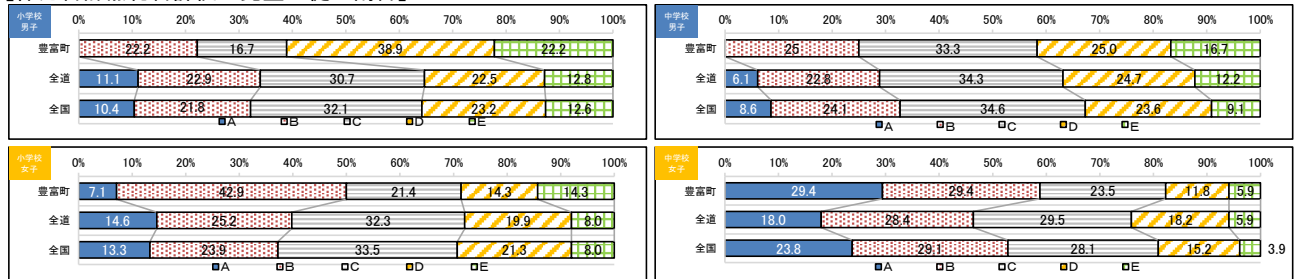 小学校
男子
0% 10% 20% 30% 40% 50% 60% 70% 80% 90% 100%
豊富町 22.2 16.7 38.9 22.2
全道 11.1 22.9 30.7 22.5 12.8
全国 10.4 21.8 32.1 23.2 12.6
A B C D E
中学校
男子
0% 10% 20% 30% 40% 50% 60% 70% 80% 90% 100%
豊富町 25 33.3 25.0 16.7
全道 6.1 22.8 34.3 24.7 12.2
全国 8.6 24.1 34.6 23.6 9.1
A B C D E
小学校
女子
0% 10% 20% 30% 40% 50% 60% 70% 80% 90% 100%
豊富町 7.1 42.9 21.4 14.3 14.3
全道 14.6 25.2 32.3 19.9 8.0
全国 13.3 23.9 33.5 21.3 8.0
A B C D E
中学校
女子
0% 10% 20% 30% 40% 50% 60% 70% 80% 90% 100%
豊富町 29.4 29.4 23.5 11.8 5.9
全道 18.0 28.4 29.5 18.2 5.9
全国 23.8 29.1 28.1 15.2 3.9
A B C D E